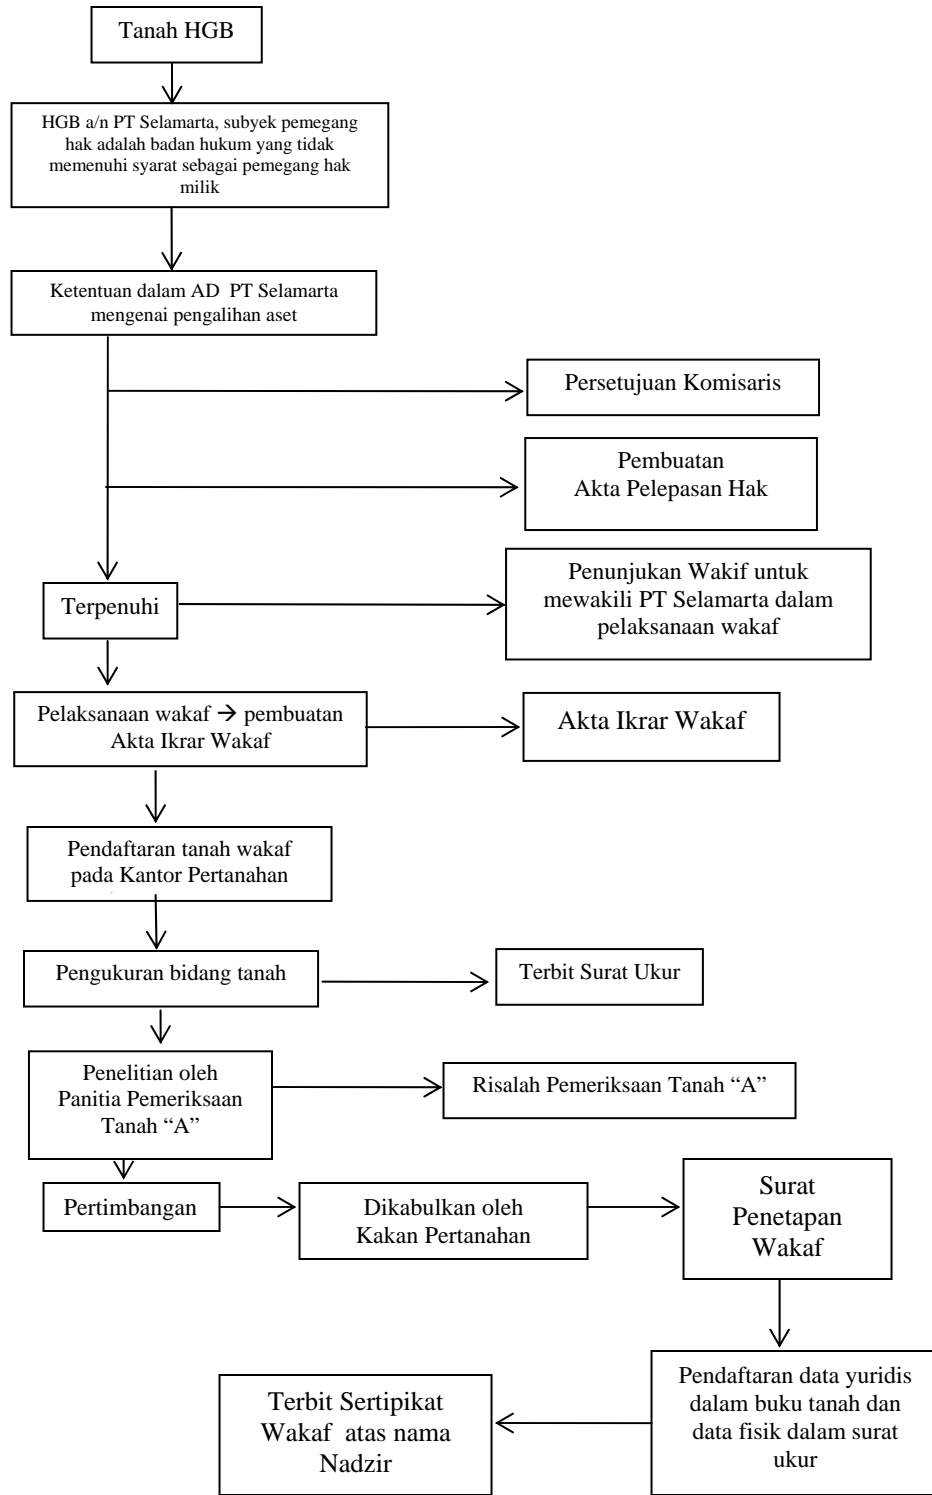 Tanah HGB
HGB a/n PT Selamarta, subyek pemegang
hak adalah badan hukum yang tidak
memenuhi syarat sebagai pemegang hak
milik
Ketentuan dalam AD  PT Selamarta
mengenai pengalihan aset
Persetujuan Komisaris
Pembuatan
Akta Pelepasan Hak
Terpenuhi
Penunjukan Wakif untuk
mewakili PT Selamarta dalam
pelaksanaan wakaf
Pelaksanaan wakaf → pembuatan
Akta Ikrar Wakaf
Akta Ikrar Wakaf
Pendaftaran tanah wakaf
pada Kantor Pertanahan
Pengukuran bidang tanah
Terbit Surat Ukur
Penelitian oleh
Panitia Pemeriksaan
Tanah “A”
Risalah Pemeriksaan Tanah “A”
Pertimbangan
Dikabulkan oleh
Kakan Pertanahan
Surat
Penetapan
Wakaf
Pendaftaran data yuridis
dalam buku tanah dan
data fisik dalam surat
ukur
Terbit Sertipikat
Wakaf  atas nama
Nadzir